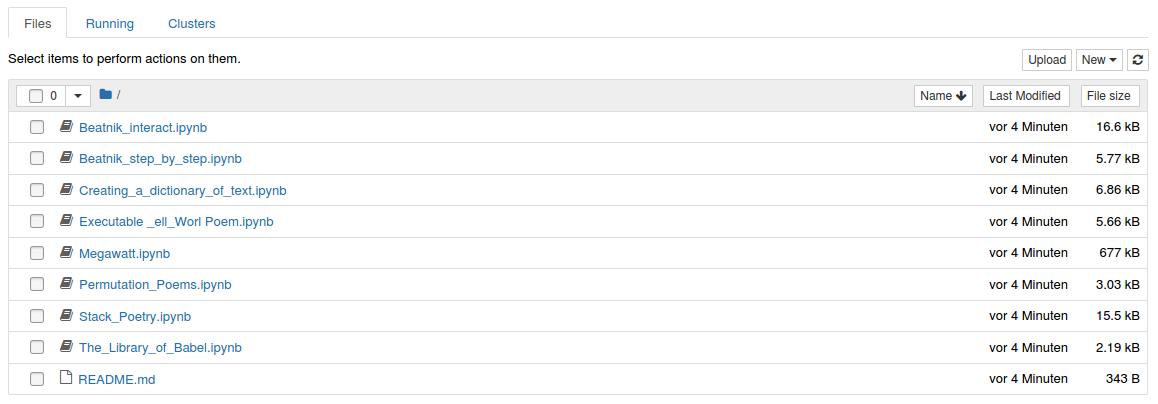 Files Running Clusters
Select items to perform actions on them. Upload New
0 / Name Last Modified File size
Beatnik_interact.ipynb vor 4 Minuten 16.6 kB
Beatnik_step_by_step.ipynb vor 4 Minuten 5.77 kB
Creating_a_dictionary_of_text.ipynb vor 4 Minuten 6.86 kB
Executable _ell_Worl Poem.ipynb vor 4 Minuten 5.66 kB
Megawatt.ipynb vor 4 Minuten 677 kB
Permutation_Poems.ipynb vor 4 Minuten 3.03 kB
Stack_Poetry.ipynb vor 4 Minuten 15.5 kB
The_Library_of_Babel.ipynb vor 4 Minuten 2.19 kB
README.md vor 4 Minuten 343 B